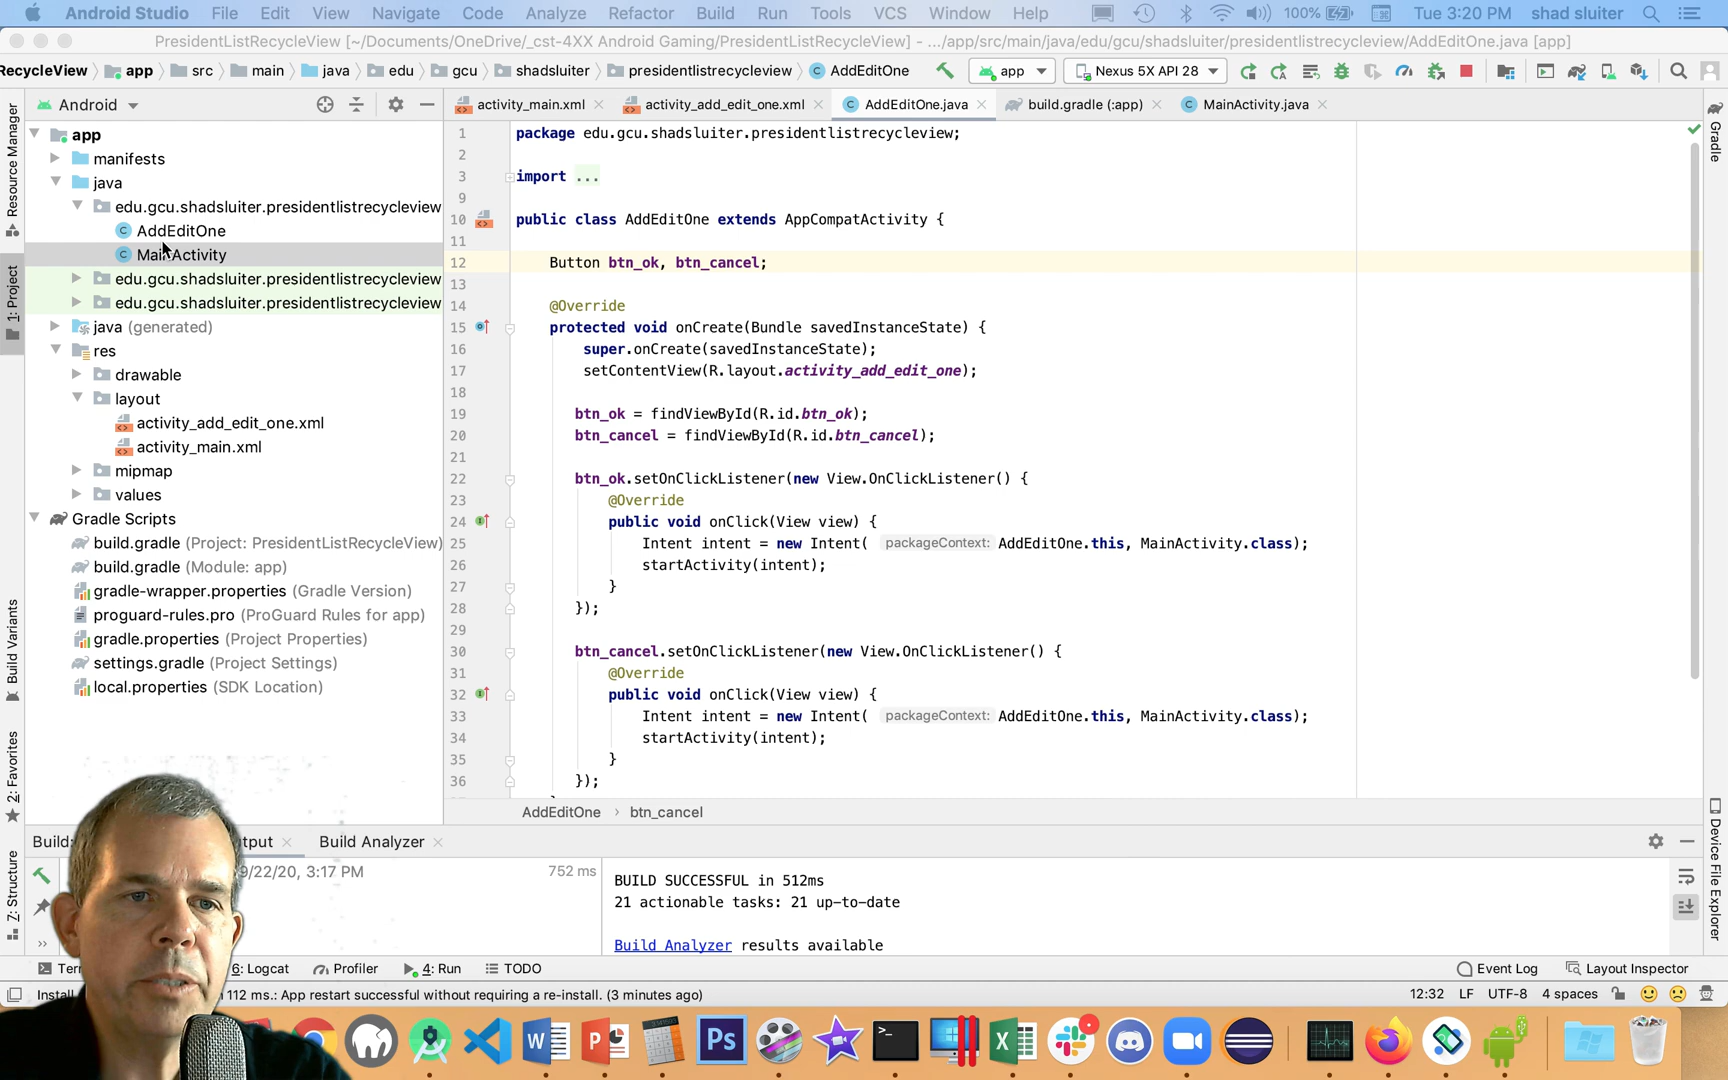 Android Studio File Edit View Navigate Code Analyze Refactor Build Run Tools VCS Window Help 100% Tue 3:20 PM shad sluiter
PresidentListRecycleView [~/Documents/OneDrive/_cst-4XX Android Gaming/PresidentListRecycleView] - .../app/src/main/java/edu/gcu/shadsluiter/presidentlistrecycleview/AddEditOne.java [app]
RecycleView app src main java edu gcu shadsluiter presidentlistrecycleview AddEditOne app Nexus 5X API 28
Android activity_main.xml activity_add_edit_one.xml AddEditOne.java build.gradle (:app) MainActivity.java
Resource Manager
1: Project
Build Variants
2: Favorites
Z: Structure
app
manifests
java
edu.gcu.shadsluiter.presidentlistrecycleview
AddEditOne
MainActivity
edu.gcu.shadsluiter.presidentlistrecycleview
edu.gcu.shadsluiter.presidentlistrecycleview
java (generated)
res
drawable
layout
activity_add_edit_one.xml
activity_main.xml
mipmap
values
Gradle Scripts
build.gradle (Project: PresidentListRecycleView)
build.gradle (Module: app)
gradle-wrapper.properties (Gradle Version)
proguard-rules.pro (ProGuard Rules for app)
gradle.properties (Project Properties)
settings.gradle (Project Settings)
local.properties (SDK Location)
1 package edu.gcu.shadsluiter.presidentlistrecycleview;
2
3 import ...
9
10 public class AddEditOne extends AppCompatActivity {
11
12 Button btn_ok, btn_cancel;
13
14 @Override
15 protected void onCreate(Bundle savedInstanceState) {
16 super.onCreate(savedInstanceState);
17 setContentView(R.layout.activity_add_edit_one);
18
19 btn_ok = findViewById(R.id.btn_ok);
20 btn_cancel = findViewById(R.id.btn_cancel);
21
22 btn_ok.setOnClickListener(new View.OnClickListener() {
23 @Override
24 public void onClick(View view) {
25 Intent intent = new Intent( packageContext: AddEditOne.this, MainActivity.class);
26 startActivity(intent);
27 }
28 });
29
30 btn_cancel.setOnClickListener(new View.OnClickListener() {
31 @Override
32 public void onClick(View view) {
33 Intent intent = new Intent( packageContext: AddEditOne.this, MainActivity.class);
34 startActivity(intent);
35 }
36 });
AddEditOne › btn_cancel
Gradle
Device File Explorer
Build: Build Analyzer
9/22/20, 3:17 PM 752 ms
BUILD SUCCESSFUL in 512ms
21 actionable tasks: 21 up-to-date
Build Analyzer results available
6: Logcat Profiler 4: Run TODO Event Log Layout Inspector
112 ms.: App restart successful without requiring a re-install. (3 minutes ago) 12:32 LF UTF-8 4 spaces
W P Ps >_ X